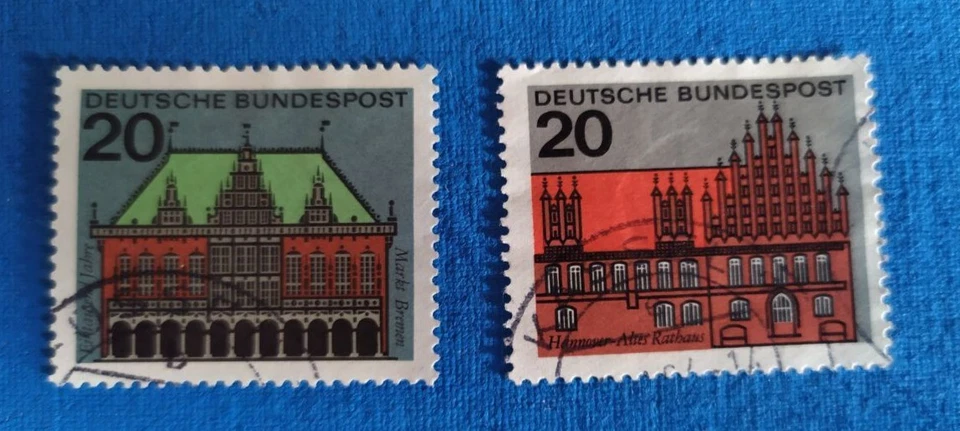 DEUTSCHE BUNDESPOST
20
Markt Bremen
DEUTSCHE BUNDESPOST
20
Hannover-Altes Rathaus